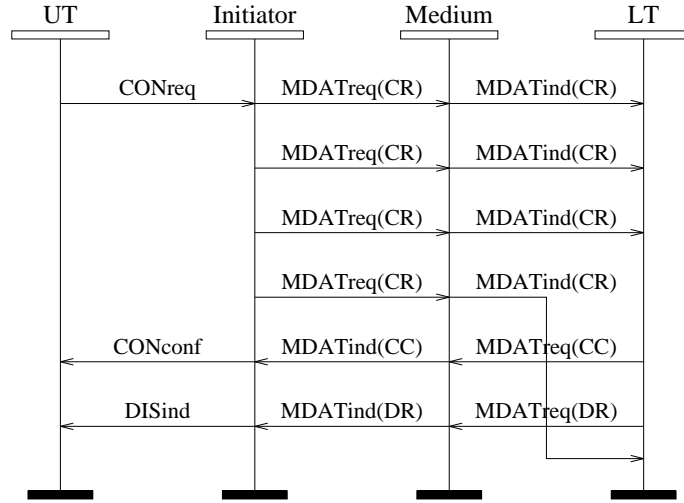 UT Initiator Medium LT
CONreq MDATreq(CR) MDATind(CR)
MDATreq(CR) MDATind(CR)
MDATreq(CR) MDATind(CR)
MDATreq(CR) MDATind(CR)
CONconf MDATind(CC) MDATreq(CC)
DISind MDATind(DR) MDATreq(DR)